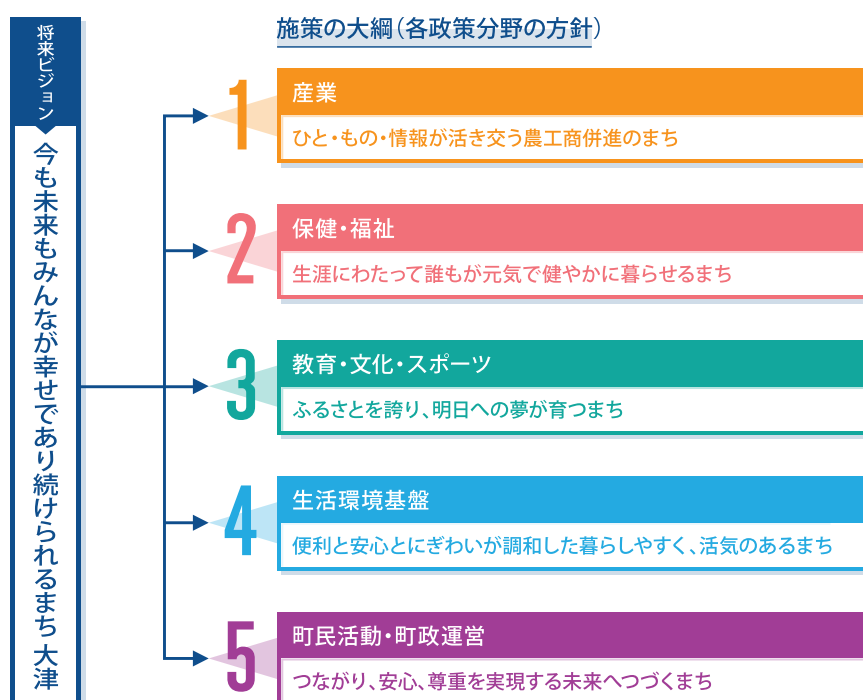 将来ビジョン
今も未来もみんなが幸せであり続けられるまち 大津
施策の大綱（各政策分野の方針）
1
産業
ひと・もの・情報が活き交う農工商併進のまち
2
保健・福祉
生涯にわたって誰もが元気で健やかに暮らせるまち
3
教育・文化・スポーツ
ふるさとを誇り、明日への夢が育つまち
4
生活環境基盤
便利と安心とにぎわいが調和した暮らしやすく、活気のあるまち
5
町民活動・町政運営
つながり、安心、尊重を実現する未来へつづくまち